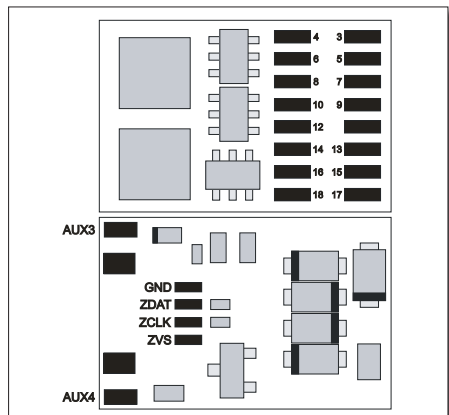 4 3
6 5
8 7
10 9
12
14 13
16 15
18 17
AUX3
GND
ZDAT
ZCLK
ZVS
AUX4